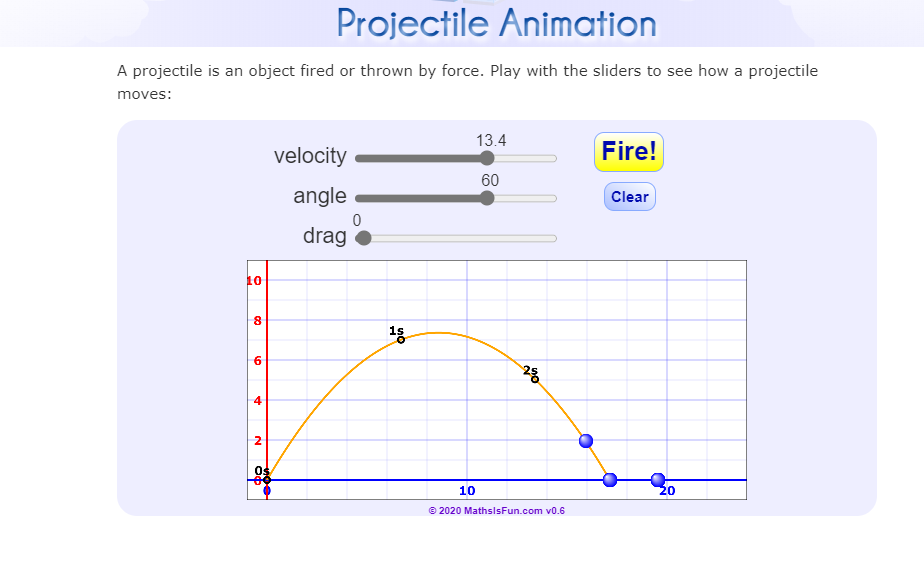 Projectile Animation
A projectile is an object fired or thrown by force. Play with the sliders to see how a projectile
moves:
13.4
velocity
Fire!
60
angle
Clear
0
drag
10
8
1s
6
2s
4
2
0s
0
0
10
20
© 2020 MathsIsFun.com v0.6